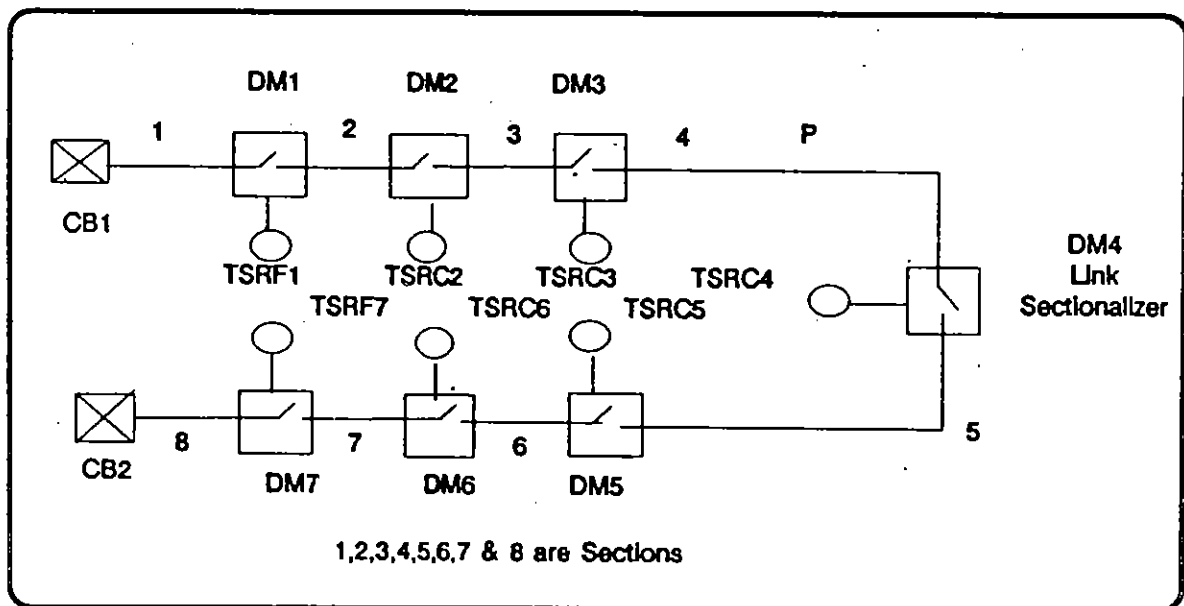 DM1 DM2 DM3
1 2 3 4 P
CB1
TSRF1 TSRC2 TSRC3 TSRC4
DM4
Link
Sectionalizer
TSRF7 TSRC6 TSRC5
8 7 6 5
CB2
DM7 DM6 DM5
1,2,3,4,5,6,7 & 8 are Sections